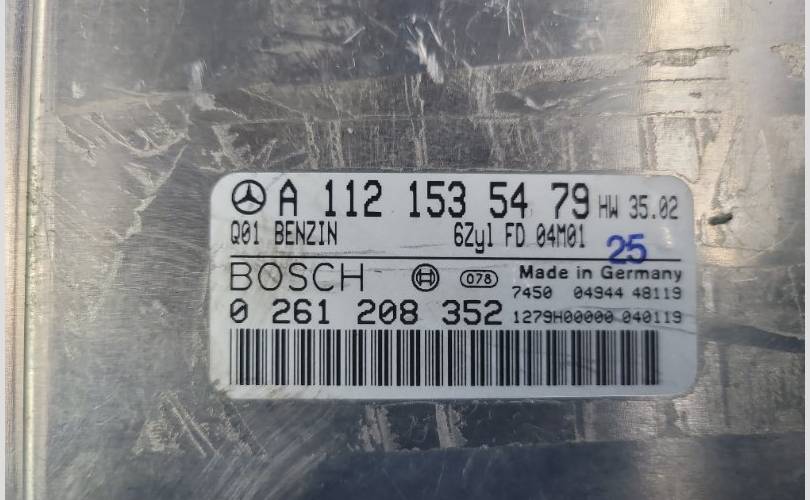 A 112 153 54 79 HW 35.02
Q01 BENZIN 6Zyl FD 04M01
25
BOSCH 078 Made in Germany
7450 04944 48119
0 261 208 352 1279H00000 040119